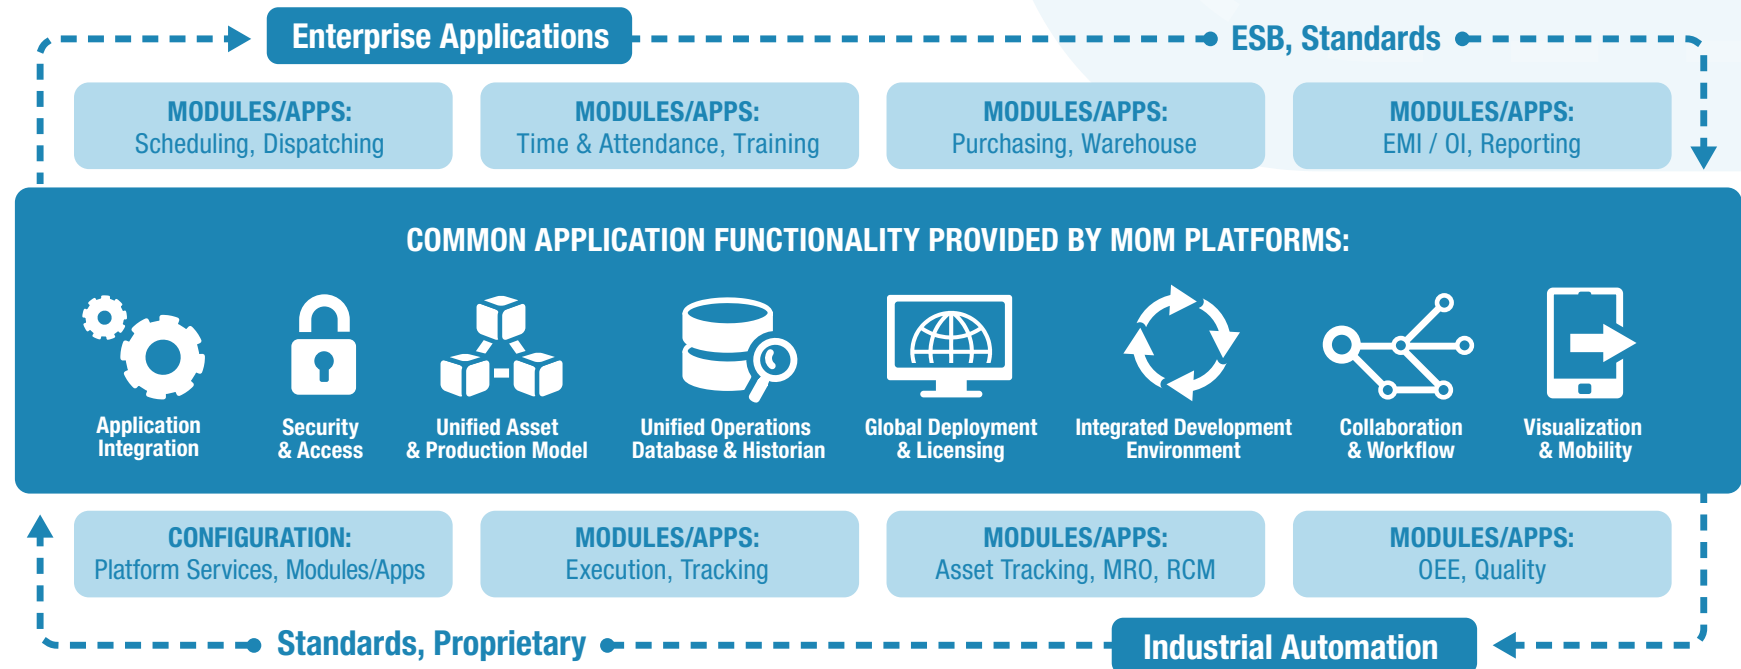 Enterprise Applications
ESB, Standards
MODULES/APPS:
Scheduling, Dispatching
MODULES/APPS:
Time & Attendance, Training
MODULES/APPS:
Purchasing, Warehouse
MODULES/APPS:
EMI / OI, Reporting
COMMON APPLICATION FUNCTIONALITY PROVIDED BY MOM PLATFORMS:
Application
Integration
Security
& Access
Unified Asset
& Production Model
Unified Operations
Database & Historian
Global Deployment
& Licensing
Integrated Development
Environment
Collaboration
& Workflow
Visualization
& Mobility
CONFIGURATION:
Platform Services, Modules/Apps
MODULES/APPS:
Execution, Tracking
MODULES/APPS:
Asset Tracking, MRO, RCM
MODULES/APPS:
OEE, Quality
Standards, Proprietary
Industrial Automation